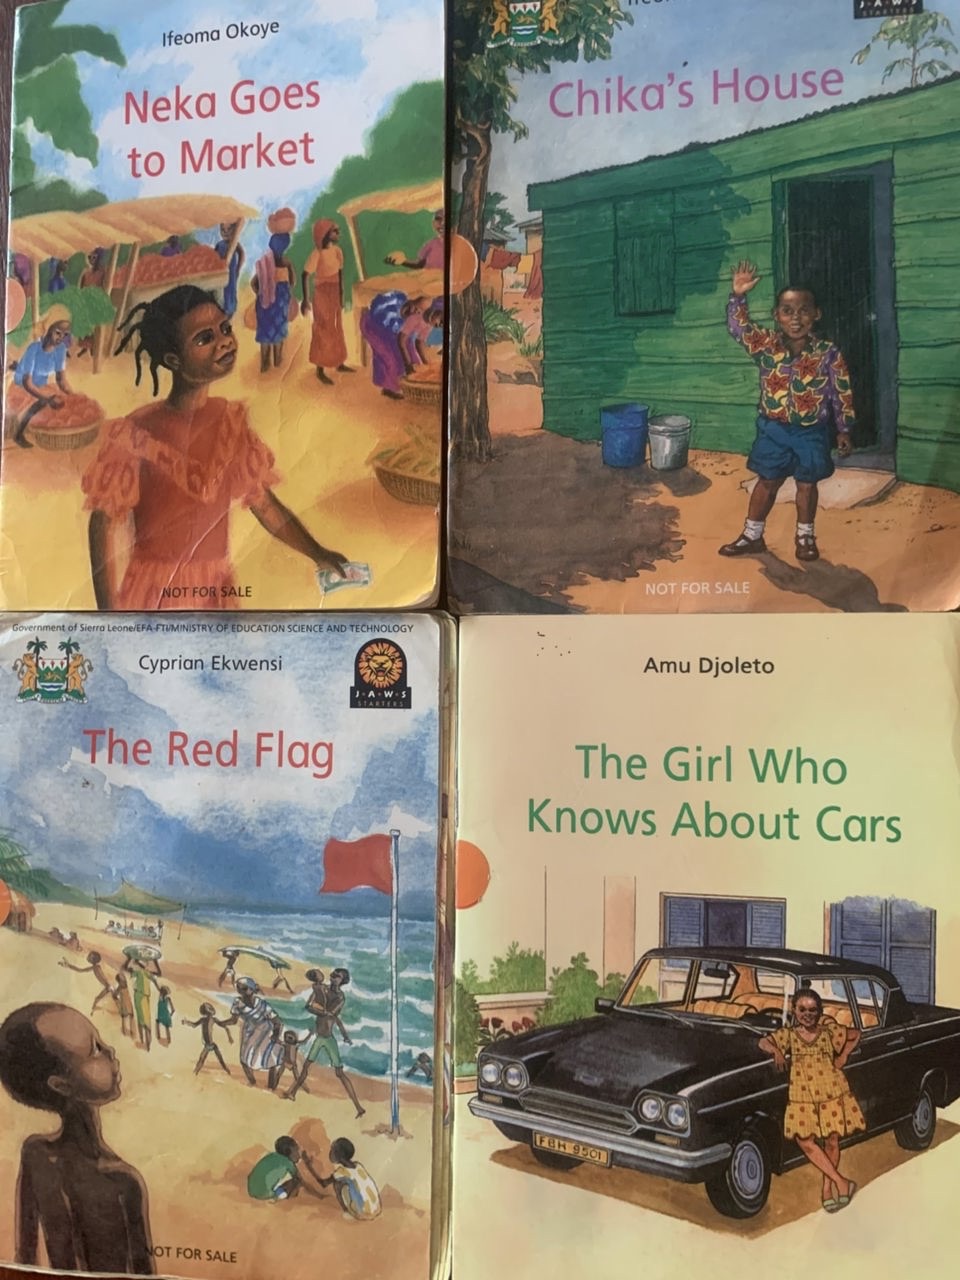 Ifeoma Okoye
Neka Goes
to Market
NOT FOR SALE
J·A·W·S
STARTERS
Chika's House
NOT FOR SALE
Government of Sierra Leone/EFA-FTI/MINISTRY OF EDUCATION SCIENCE AND TECHNOLOGY
Cyprian Ekwensi
J·A·W·S
STARTERS
The Red Flag
NOT FOR SALE
Amu Djoleto
The Girl Who
Knows About Cars
FBH 9501